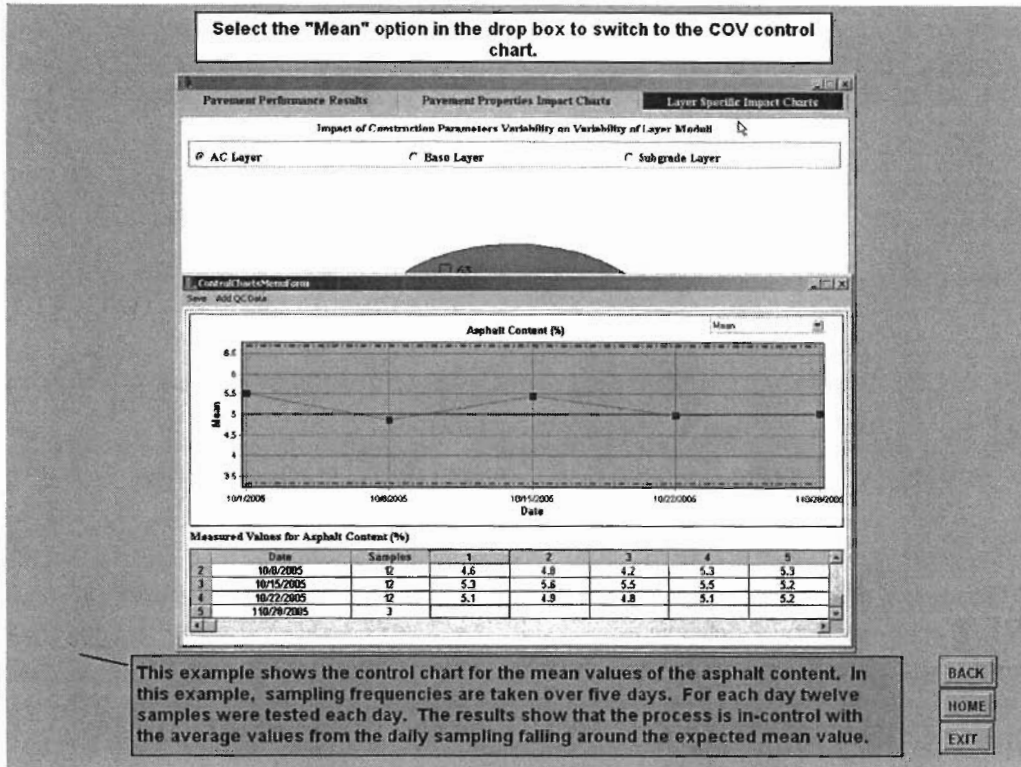 Select the "Mean" option in the drop box to switch to the COV control
chart.
Pavement Performance Results Pavement Properties Impact Charts Layer Specific Impact Charts
Impact of Construction Parameters Variability on Variability of Layer Moduli
AC Layer Base Layer Subgrade Layer
63
ControlChartsMenuForm
Save Add QC Data
Asphalt Content (%) Mean
6.5
6
5.5
5
4.5
4
3.5
Mean
10/1/2005 10/8/2005 10/15/2005 10/22/2005 110/28/2005
Date
Measured Values for Asphalt Content (%)
Date Samples 1 2 3 4 5
2 10/8/2005 12 4.6 4.8 4.2 5.3 5.3
3 10/15/2005 12 5.3 5.6 5.5 5.5 5.2
4 10/22/2005 12 5.1 4.9 4.8 5.1 5.2
5 110/28/2005 3
This example shows the control chart for the mean values of the asphalt content. In
this example, sampling frequencies are taken over five days. For each day twelve
samples were tested each day. The results show that the process is in-control with
the average values from the daily sampling falling around the expected mean value.
BACK
HOME
EXIT